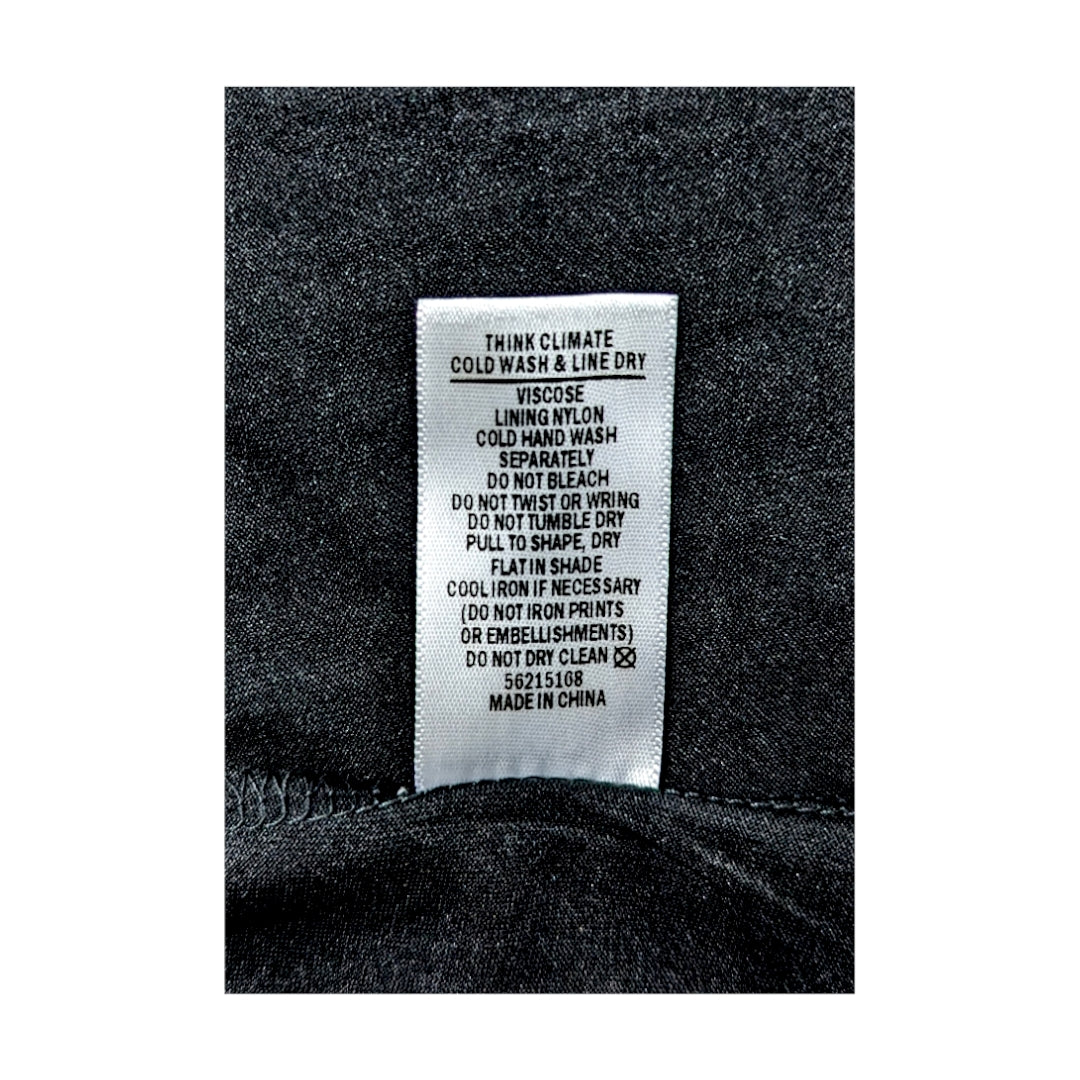 THINK CLIMATE
COLD WASH & LINE DRY
VISCOSE
LINING NYLON
COLD HAND WASH
SEPARATELY
DO NOT BLEACH
DO NOT TWIST OR WRING
DO NOT TUMBLE DRY
PULL TO SHAPE, DRY
FLAT IN SHADE
COOL IRON IF NECESSARY
(DO NOT IRON PRINTS
OR EMBELLISHMENTS)
DO NOT DRY CLEAN
56215168
MADE IN CHINA